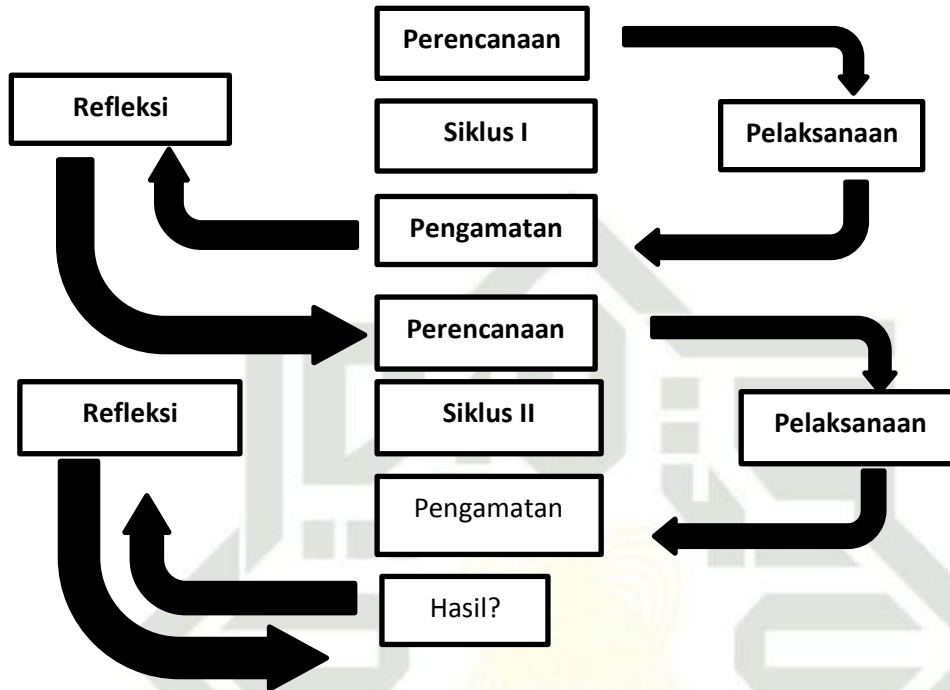 Perencanaan
Refleksi
Siklus I
Pelaksanaan
Pengamatan
Perencanaan
Refleksi
Siklus II
Pelaksanaan
Pengamatan
Hasil?